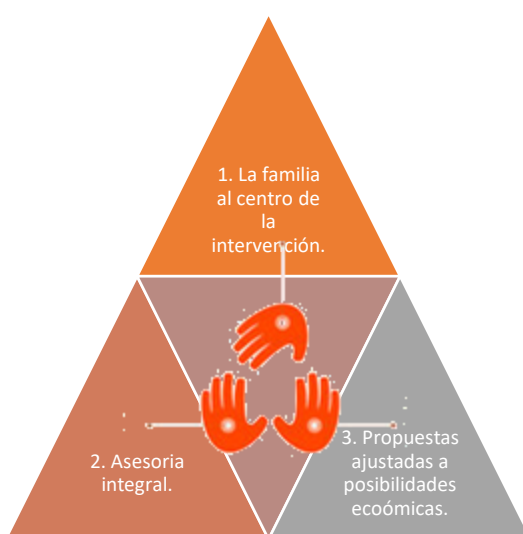 1. La familia
al centro de
la
intervención.
2. Asesoria
integral.
3. Propuestas
ajustadas a
posibilidades
ecoómicas.